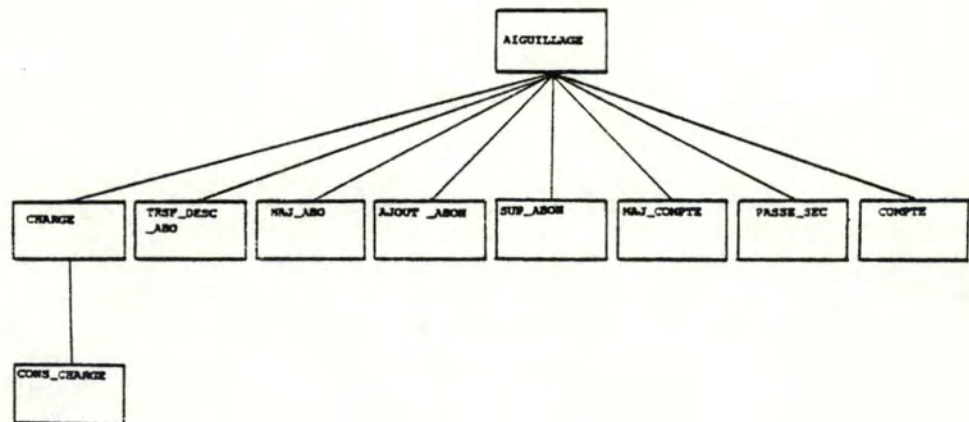 AIGUILLAGE
CHARGE
TRSF_DESC
_ABO
MAJ_ABO
AJOUT _ABON
SUP_ABON
MAJ_COMPTE
PASSE_SEC
COMPTE
CONS_CHARGE